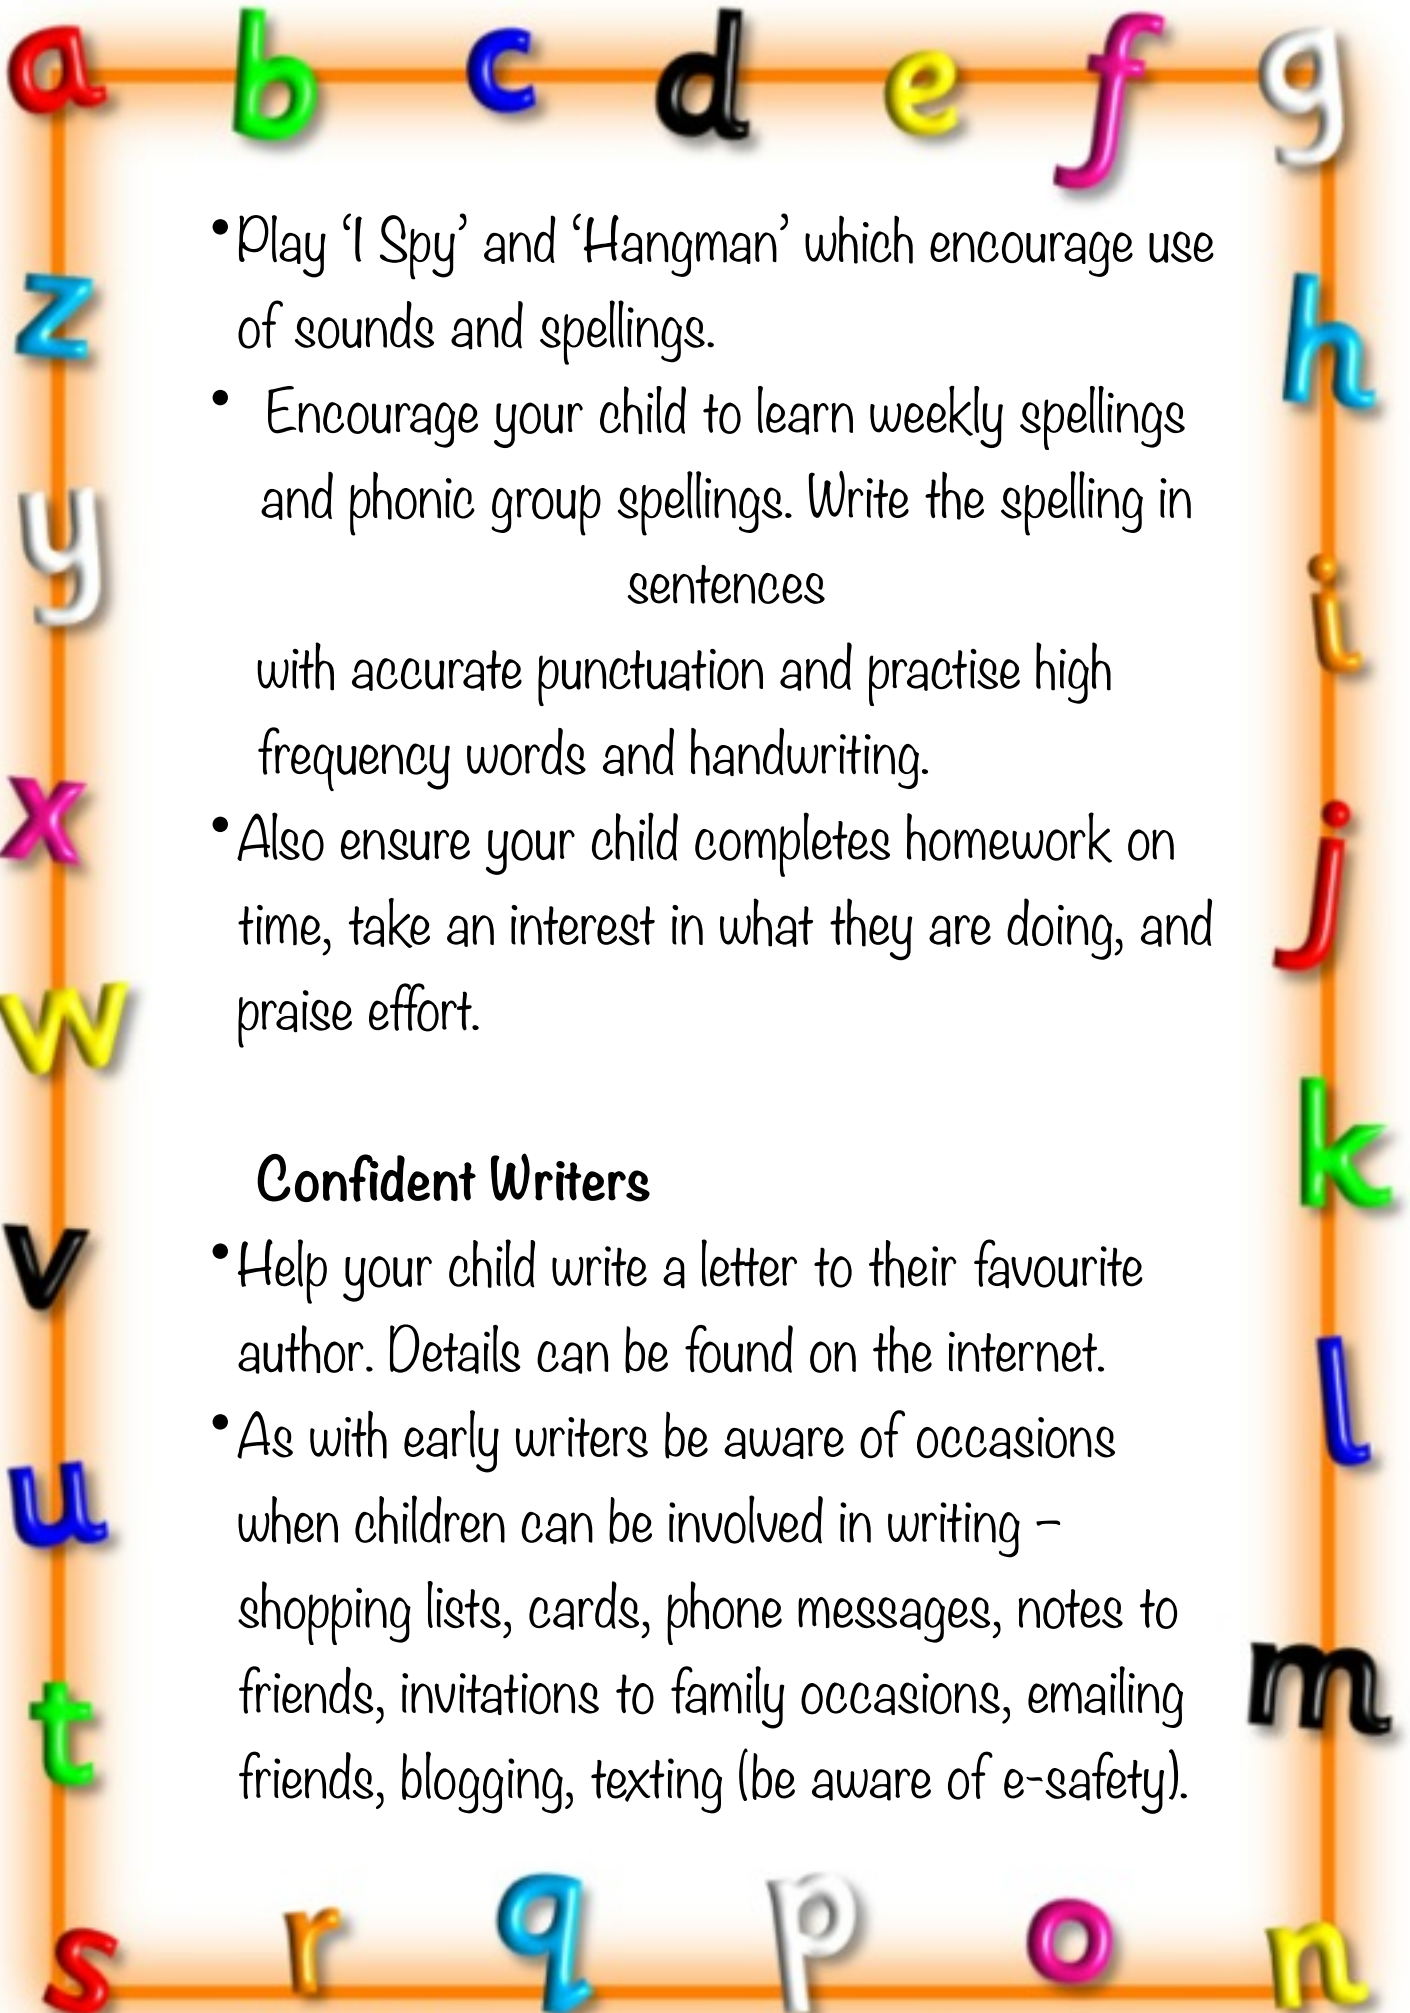 a b c d e f g
• Play ‘I Spy’ and ‘Hangman’ which encourage use
of sounds and spellings.
• Encourage your child to learn weekly spellings
and phonic group spellings. Write the spelling in
sentences
with accurate punctuation and practise high
frequency words and handwriting.
• Also ensure your child completes homework on
time, take an interest in what they are doing, and
praise effort.
Confident Writers
• Help your child write a letter to their favourite
author. Details can be found on the internet.
• As with early writers be aware of occasions
when children can be involved in writing –
shopping lists, cards, phone messages, notes to
friends, invitations to family occasions, emailing
friends, blogging, texting (be aware of e-safety).
h
i
j
k
l
m
n
o
p
q
r
s
t
u
v
w
x
y
z